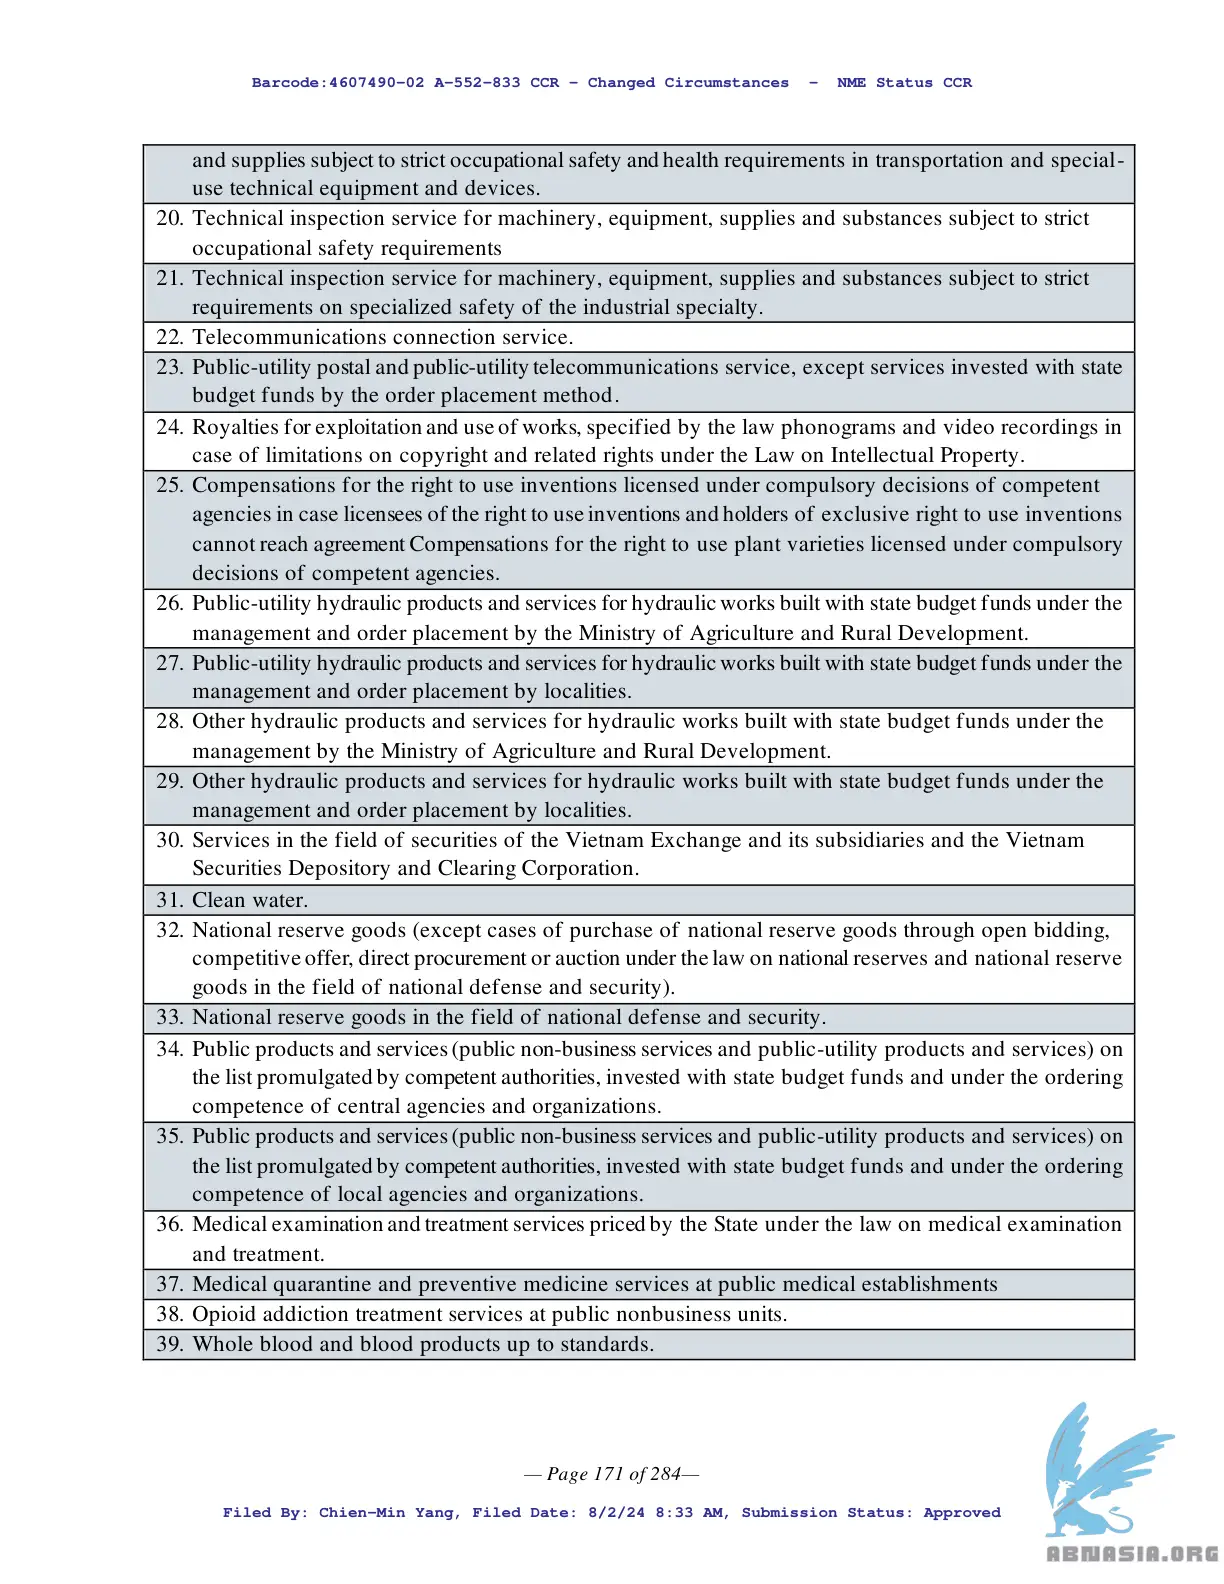 Barcode:4607490-02 A-552-833 CCR - Changed Circumstances - NME Status CCR
and supplies subject to strict occupational safety and health requirements in transportation and special-
use technical equipment and devices.
20. Technical inspection service for machinery, equipment, supplies and substances subject to strict
occupational safety requirements
21. Technical inspection service for machinery, equipment, supplies and substances subject to strict
requirements on specialized safety of the industrial specialty.
22. Telecommunications connection service.
23. Public-utility postal and public-utility telecommunications service, except services invested with state
budget funds by the order placement method.
24. Royalties for exploitation and use of works, specified by the law phonograms and video recordings in
case of limitations on copyright and related rights under the Law on Intellectual Property.
25. Compensations for the right to use inventions licensed under compulsory decisions of competent
agencies in case licensees of the right to use inventions and holders of exclusive right to use inventions
cannot reach agreement Compensations for the right to use plant varieties licensed under compulsory
decisions of competent agencies.
26. Public-utility hydraulic products and services for hydraulic works built with state budget funds under the
management and order placement by the Ministry of Agriculture and Rural Development.
27. Public-utility hydraulic products and services for hydraulic works built with state budget funds under the
management and order placement by localities.
28. Other hydraulic products and services for hydraulic works built with state budget funds under the
management by the Ministry of Agriculture and Rural Development.
29. Other hydraulic products and services for hydraulic works built with state budget funds under the
management and order placement by localities.
30. Services in the field of securities of the Vietnam Exchange and its subsidiaries and the Vietnam
Securities Depository and Clearing Corporation.
31. Clean water.
32. National reserve goods (except cases of purchase of national reserve goods through open bidding,
competitive offer, direct procurement or auction under the law on national reserves and national reserve
goods in the field of national defense and security).
33. National reserve goods in the field of national defense and security.
34. Public products and services (public non-business services and public-utility products and services) on
the list promulgated by competent authorities, invested with state budget funds and under the ordering
competence of central agencies and organizations.
35. Public products and services (public non-business services and public-utility products and services) on
the list promulgated by competent authorities, invested with state budget funds and under the ordering
competence of local agencies and organizations.
36. Medical examination and treatment services priced by the State under the law on medical examination
and treatment.
37. Medical quarantine and preventive medicine services at public medical establishments
38. Opioid addiction treatment services at public nonbusiness units.
39. Whole blood and blood products up to standards.
— Page 171 of 284—
Filed By: Chien-Min Yang, Filed Date: 8/2/24 8:33 AM, Submission Status: Approved
ABNASIA.ORG